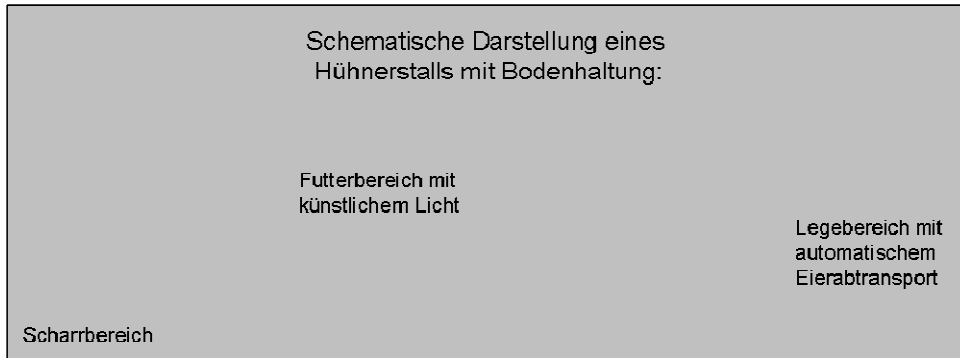 Schematische Darstellung eines
Hühnerstalls mit Bodenhaltung:
Futterbereich mit
künstlichem Licht
Legebereich mit
automatischem
Eierabtransport
Scharrbereich